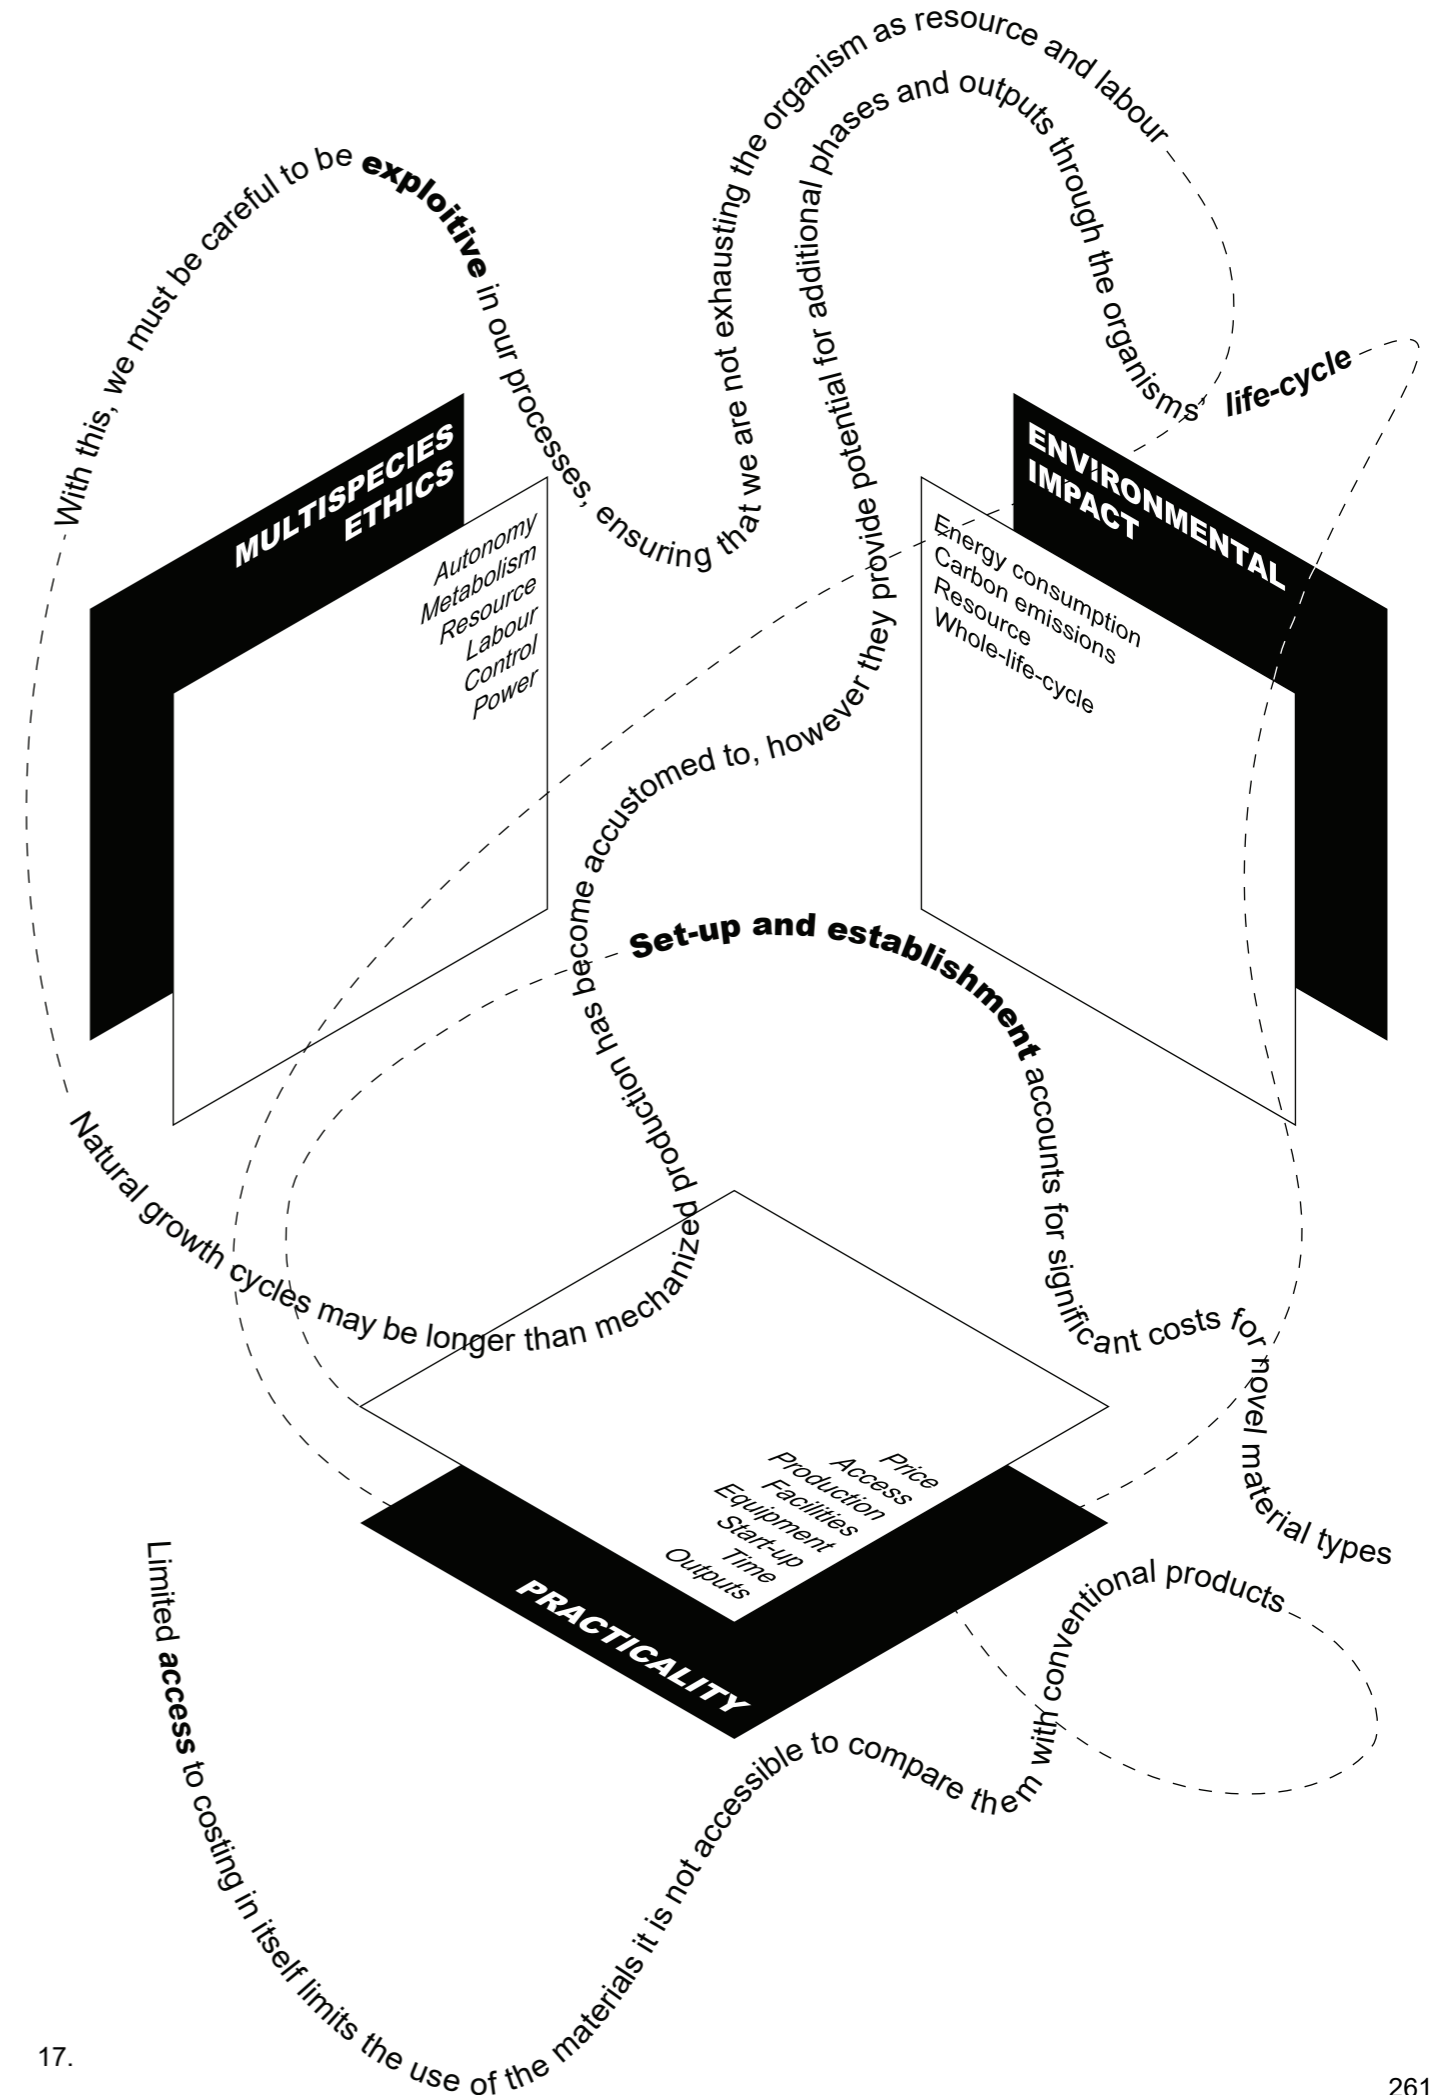 With this, we must be careful to be exploitive in our processes, ensuring that we are not exhausting the organism as resource and labour
MULTISPECIES
ETHICS
Autonomy
Metabolism
Resource
Labour
Control
Power
ENVIRONMENTAL
IMPACT
Energy consumption
Carbon emissions
Resource
Whole-life-cycle
Natural growth cycles may be longer than mechanized production has become accustomed to, however they provide potential for additional phases and outputs through the organisms' life-cycle
Set-up and establishment accounts for significant costs for novel material types
Price
Access
Production
Facilities
Equipment
Start-up
Time
Outputs
PRACTICALITY
Limited access to costing in itself limits the use of the materials it is not accessible to compare them with conventional products
17.
261